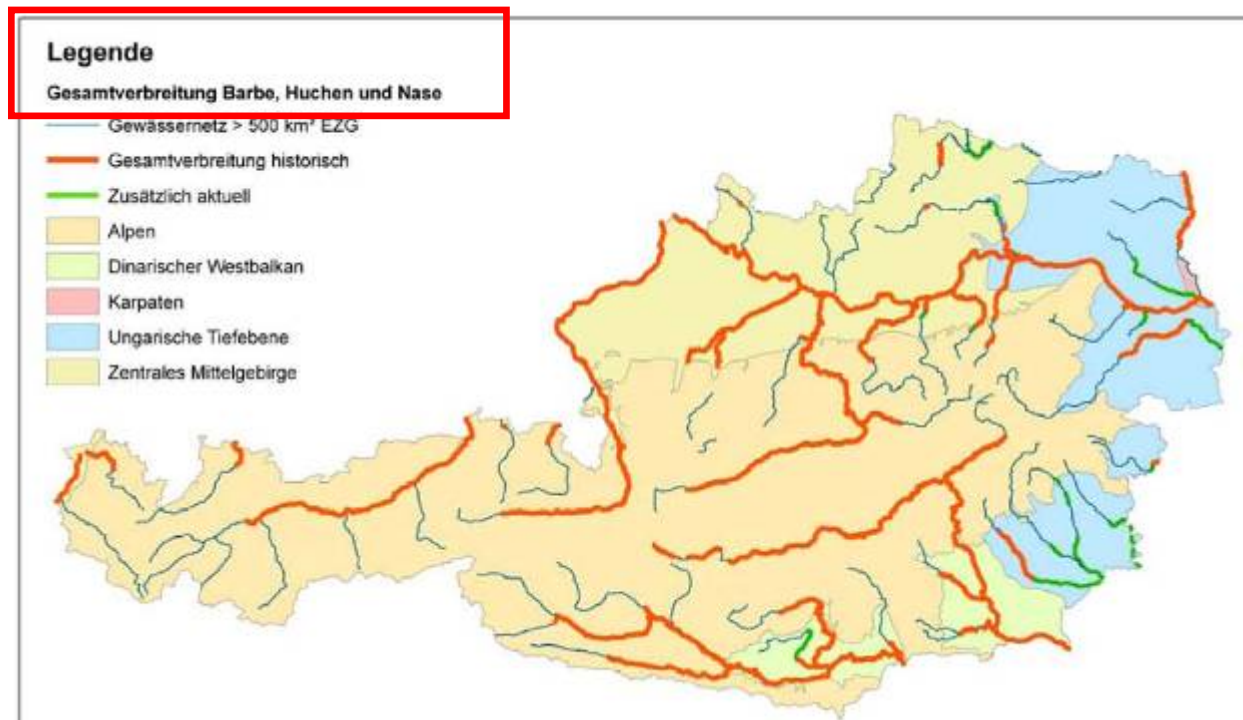 Legende
Gesamtverbreitung Barbe, Huchen und Nase
Gewässernetz > 500 km² EZG
Gesamtverbreitung historisch
Zusätzlich aktuell
Alpen
Dinarischer Westbalkan
Karpaten
Ungarische Tiefebene
Zentrales Mittelgebirge